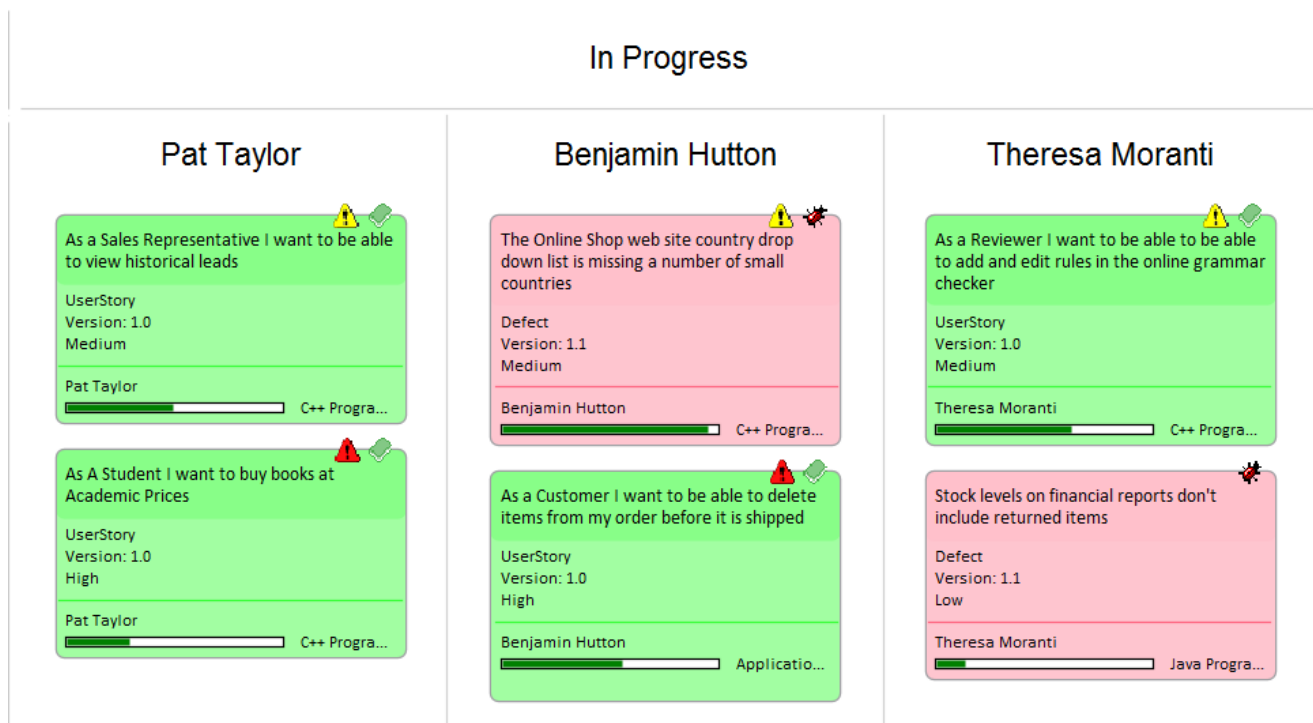 In Progress
Pat Taylor
As a Sales Representative I want to be able
to view historical leads
UserStory
Version: 1.0
Medium
Pat Taylor
C++ Progra...
As A Student I want to buy books at
Academic Prices
UserStory
Version: 1.0
High
Pat Taylor
C++ Progra...
Benjamin Hutton
The Online Shop web site country drop
down list is missing a number of small
countries
Defect
Version: 1.1
Medium
Benjamin Hutton
C++ Progra...
As a Customer I want to be able to delete
items from my order before it is shipped
UserStory
Version: 1.0
High
Benjamin Hutton
Applicatio...
Theresa Moranti
As a Reviewer I want to be able to be able
to add and edit rules in the online grammar
checker
UserStory
Version: 1.0
Medium
Theresa Moranti
C++ Progra...
Stock levels on financial reports don't
include returned items
Defect
Version: 1.1
Low
Theresa Moranti
Java Progra...